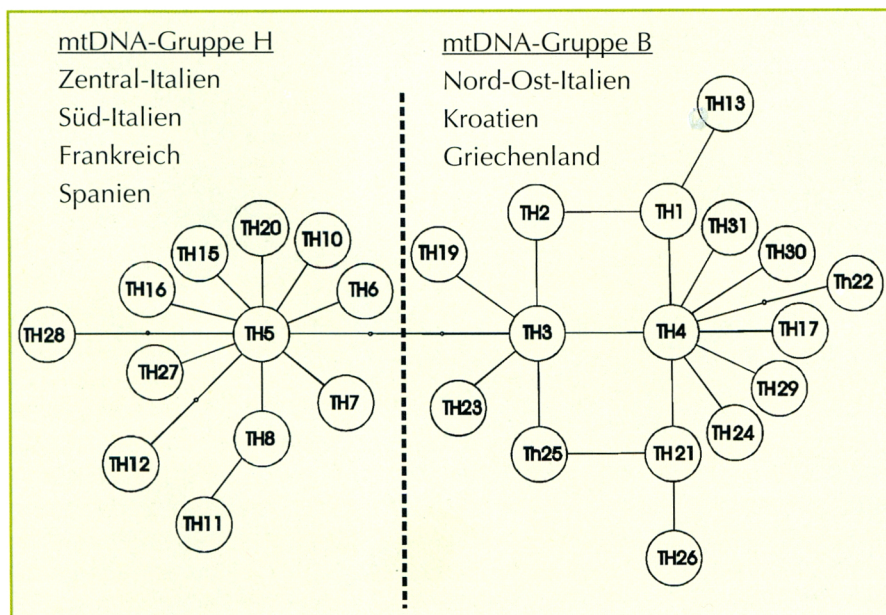 mtDNA-Gruppe H
Zentral-Italien
Süd-Italien
Frankreich
Spanien
mtDNA-Gruppe B
Nord-Ost-Italien
Kroatien
Griechenland
TH13
TH2
TH1
TH20
TH10
TH15
TH31
TH19
TH30
TH16
TH6
Th22
TH28
TH5
TH3
TH4
TH17
TH27
TH7
TH23
TH29
TH8
TH24
TH12
Th25
TH21
TH11
TH26